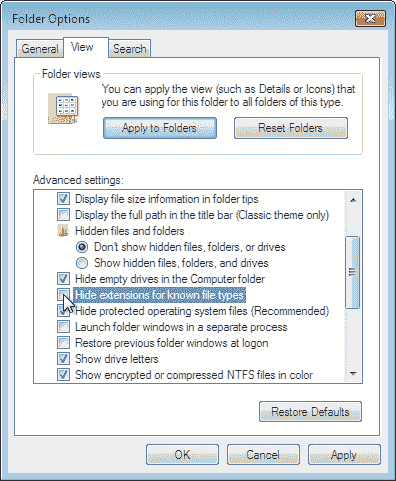 Folder Options
General View Search
Folder views
You can apply the view (such as Details or Icons) that
you are using for this folder to all folders of this type.
Apply to Folders Reset Folders
Advanced settings:
Display file size information in folder tips
Display the full path in the title bar (Classic theme only)
Hidden files and folders
Don't show hidden files, folders, or drives
Show hidden files, folders, and drives
Hide empty drives in the Computer folder
Hide extensions for known file types
Hide protected operating system files (Recommended)
Launch folder windows in a separate process
Restore previous folder windows at logon
Show drive letters
Show encrypted or compressed NTFS files in color
Restore Defaults
OK Cancel Apply